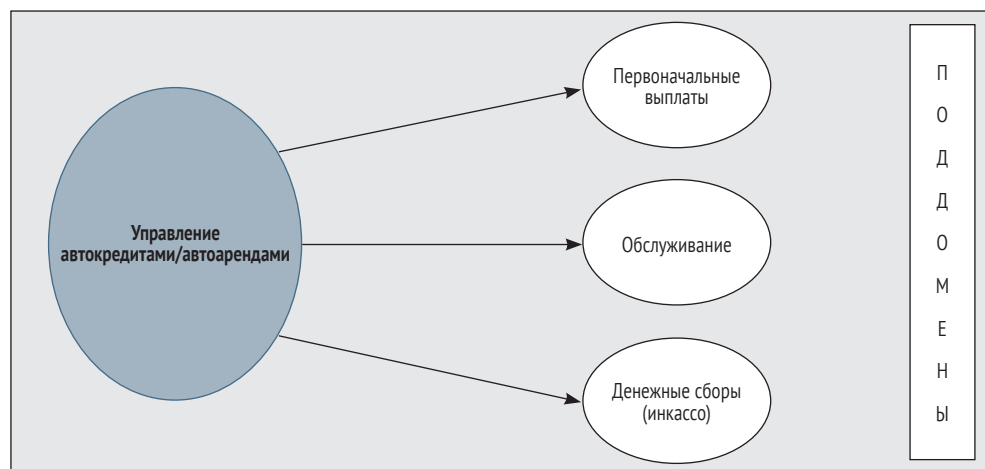 Первоначальные
выплаты
Управление
автокредитами/автоарендами
Обслуживание
Денежные сборы
(инкассо)
П
О
Д
Д
О
М
Е
Н
Ы